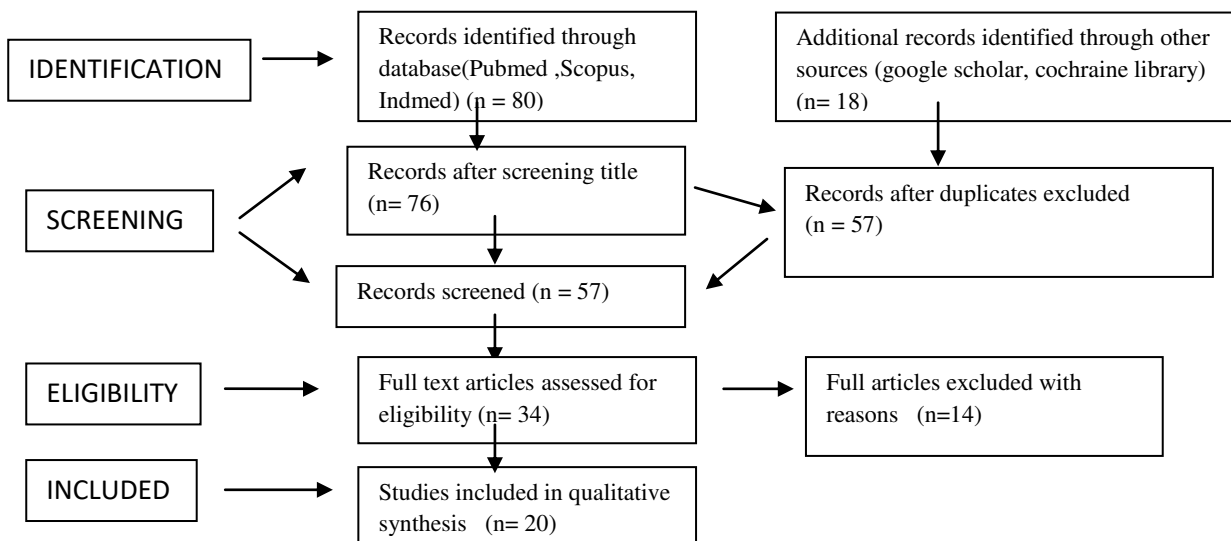 IDENTIFICATION
Records identified through
database(Pubmed ,Scopus,
Indmed) (n = 80)
Additional records identified through other
sources (google scholar, cochraine library)
(n= 18)
SCREENING
Records after screening title
(n= 76)
Records after duplicates excluded
(n = 57)
Records screened (n = 57)
ELIGIBILITY
Full text articles assessed for
eligibility (n= 34)
Full articles excluded with
reasons (n=14)
INCLUDED
Studies included in qualitative
synthesis (n= 20)